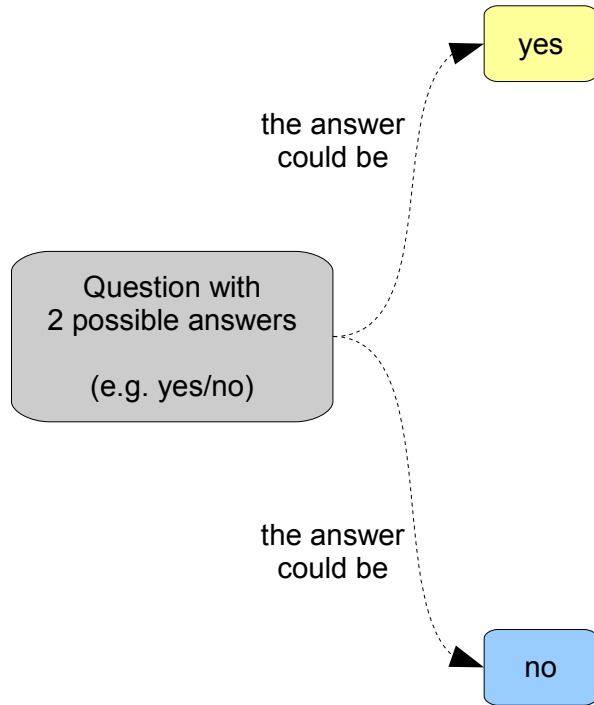 yes
the answer
could be
Question with
2 possible answers
(e.g. yes/no)
the answer
could be
no